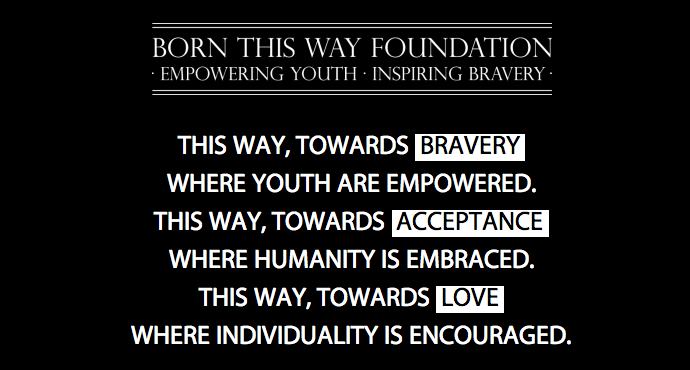 BORN THIS WAY FOUNDATION
· EMPOWERING YOUTH · INSPIRING BRAVERY ·
THIS WAY, TOWARDS BRAVERY
WHERE YOUTH ARE EMPOWERED.
THIS WAY, TOWARDS ACCEPTANCE
WHERE HUMANITY IS EMBRACED.
THIS WAY, TOWARDS LOVE
WHERE INDIVIDUALITY IS ENCOURAGED.